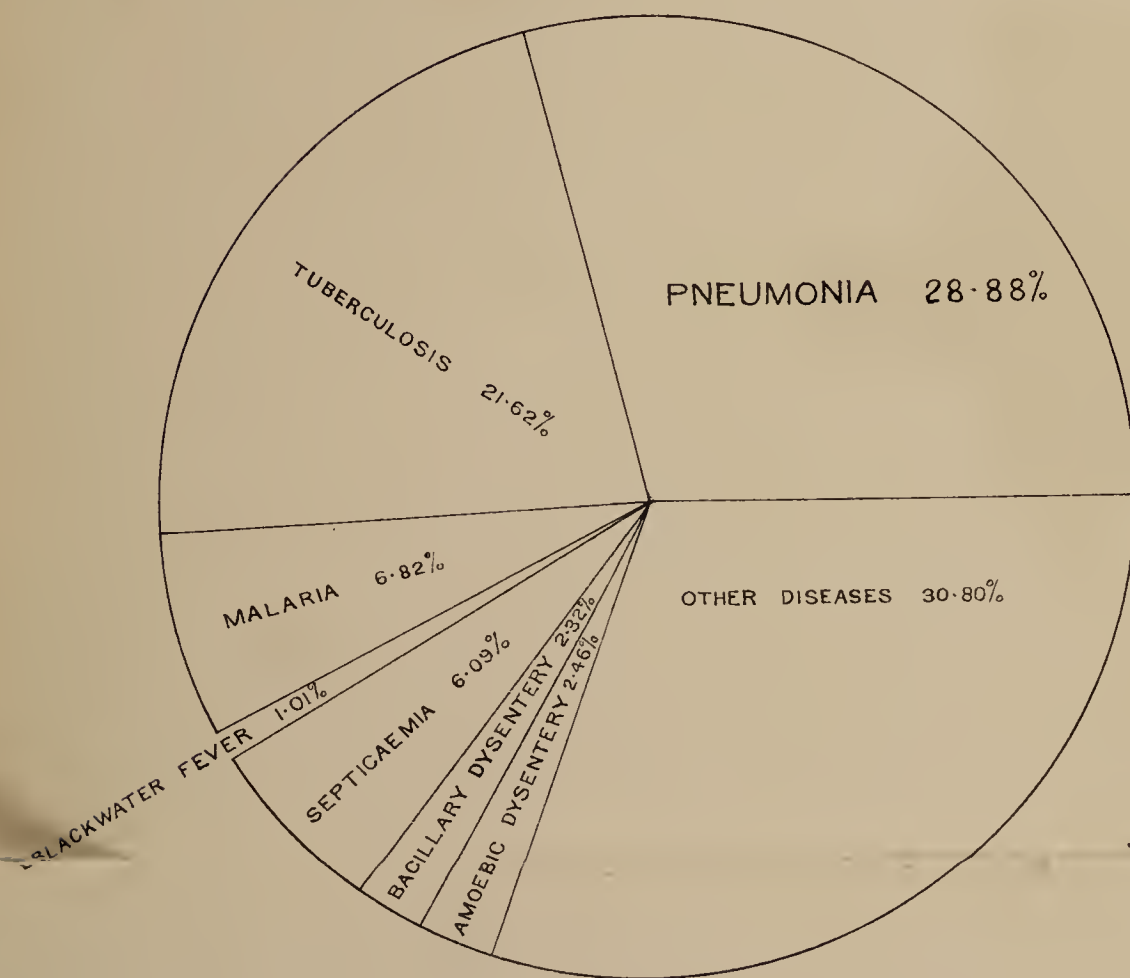 PNEUMONIA 28·88%
TUBERCULOSIS 21·62%
MALARIA 6·82%
BLACKWATER FEVER 1·01%
SEPTICAEMIA 6·09%
BACILLARY DYSENTERY 2·32%
AMOEBIC DYSENTERY 2·46%
OTHER DISEASES 30·80%